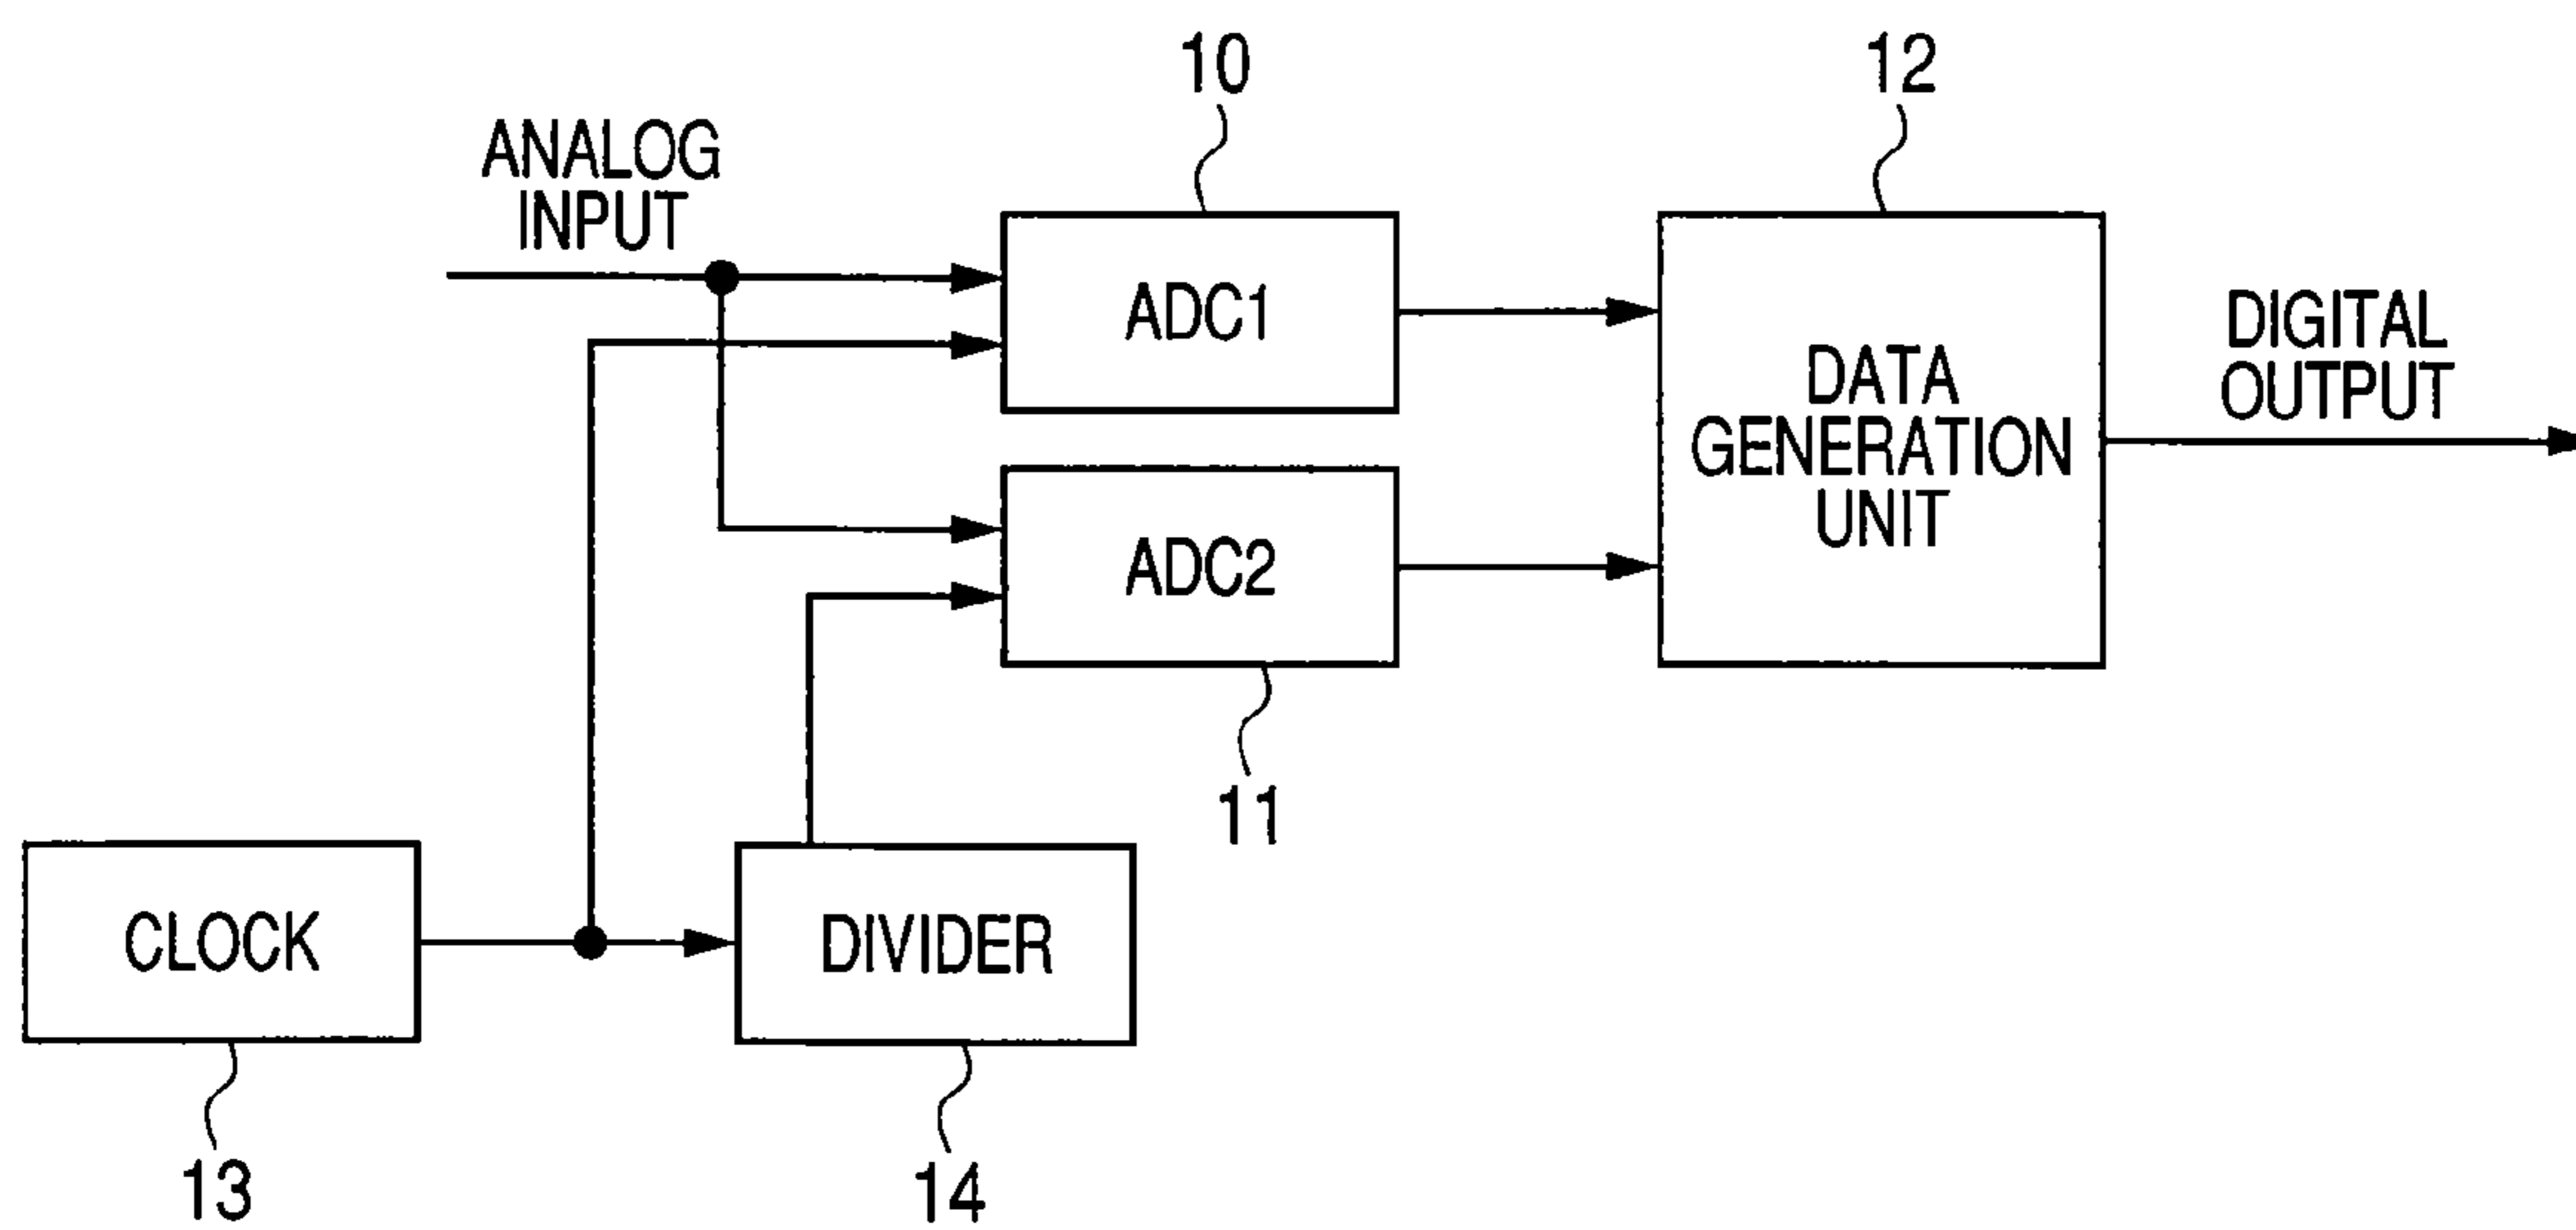 10
12
ANALOG
INPUT
ADC1
DIGITAL
OUTPUT
DATA
GENERATION
UNIT
ADC2
11
CLOCK
DIVIDER
13
14